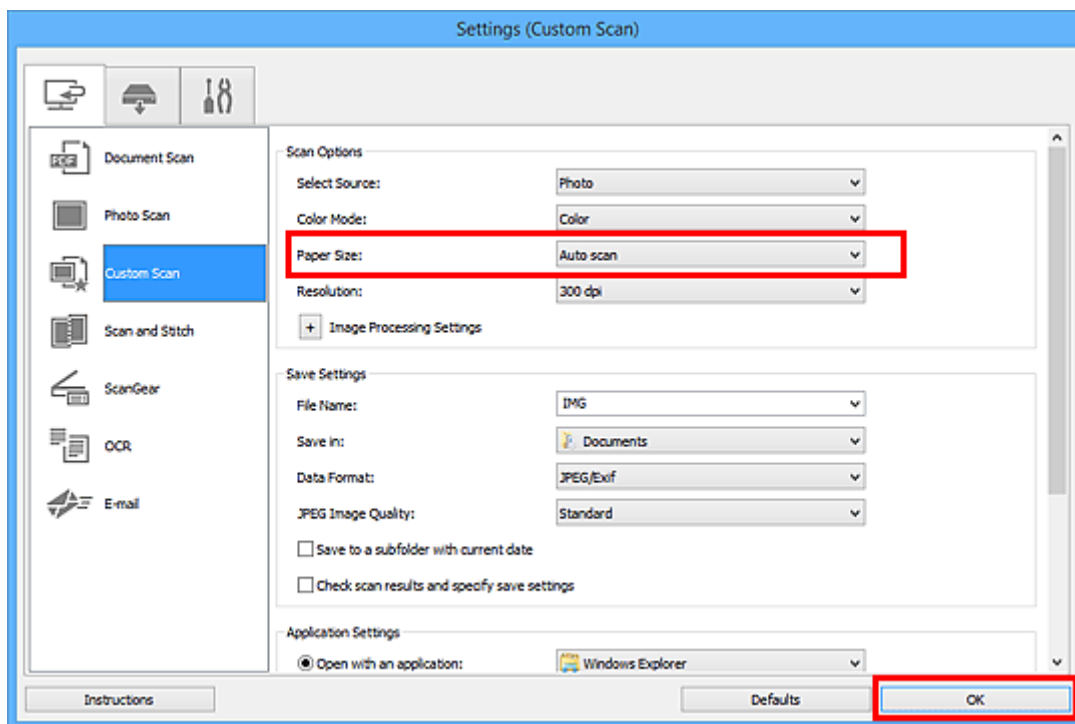 Settings (Custom Scan)
PDF
Document Scan
Photo Scan
Custom Scan
Scan and Stitch
ScanGear
OCR
E-mail
Scan Options
Select Source: Photo
Color Mode: Color
Paper Size: Auto scan
Resolution: 300 dpi
+ Image Processing Settings
Save Settings
File Name: IMG
Save in: Documents
Data Format: JPEG/Exif
JPEG Image Quality: Standard
Save to a subfolder with current date
Check scan results and specify save settings
Application Settings
Open with an application: Windows Explorer
Instructions
Defaults
OK